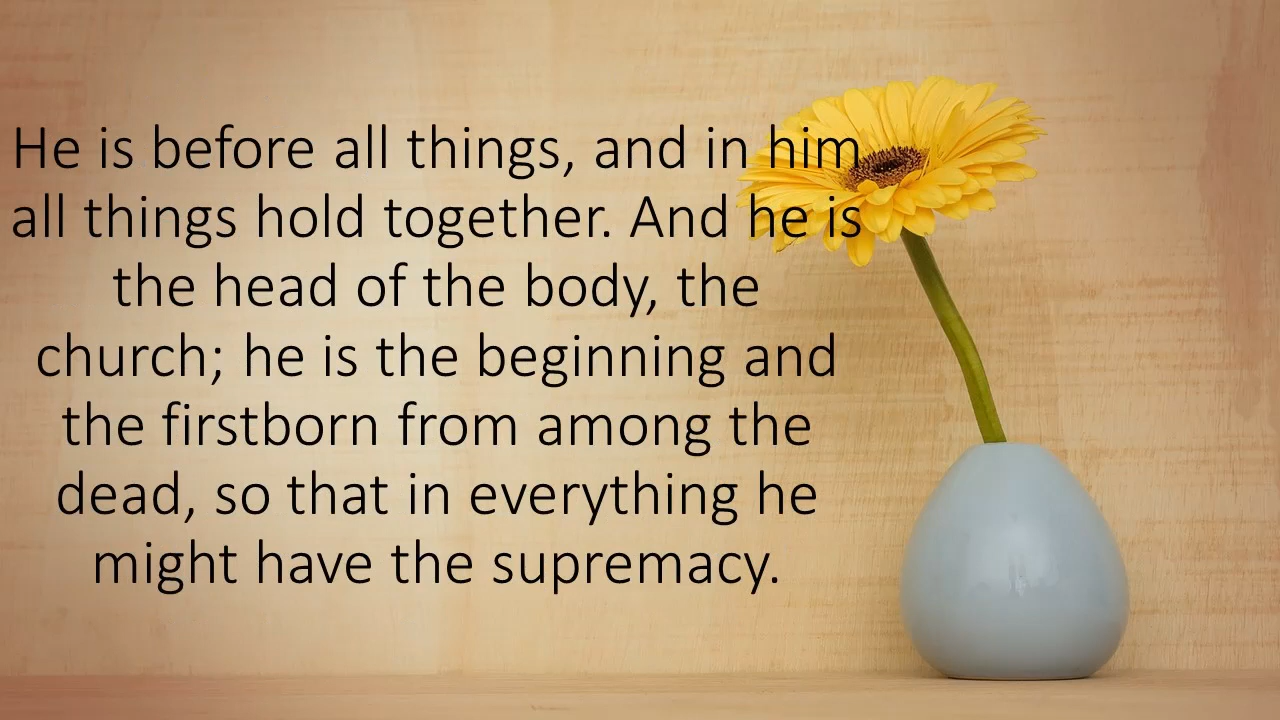 He is before all things, and in him
all things hold together. And he is
the head of the body, the
church; he is the beginning and
the firstborn from among the
dead, so that in everything he
might have the supremacy.